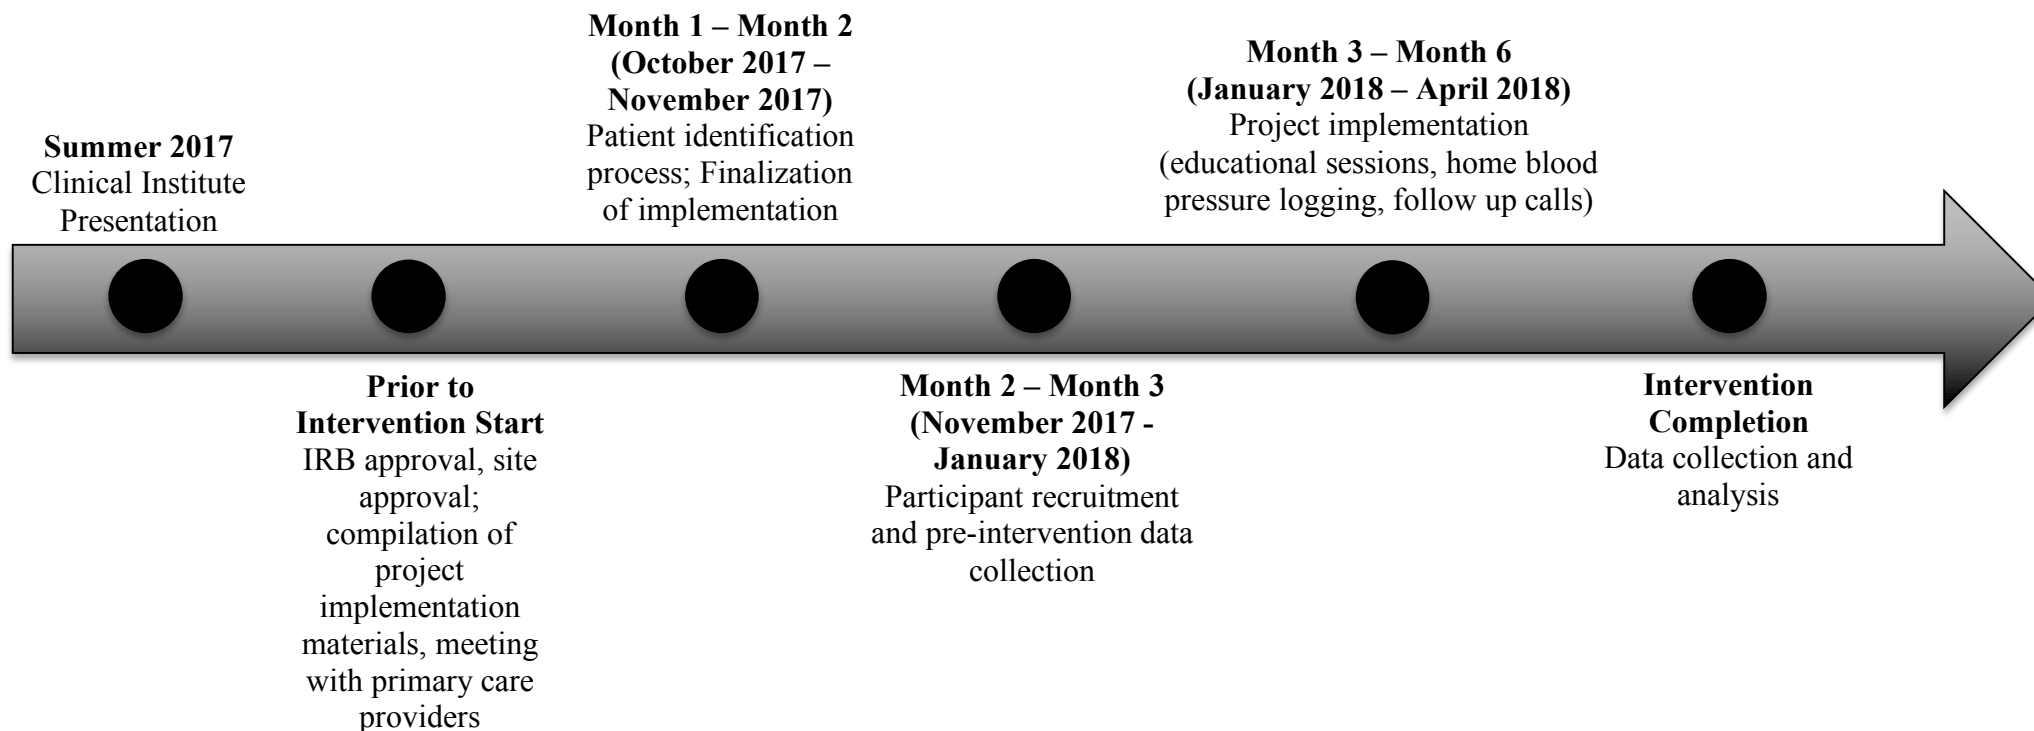 Summer 2017
Clinical Institute
Presentation
Prior to
Intervention Start
IRB approval, site
approval;
compilation of
project
implementation
materials, meeting
with primary care
providers
Month 1 – Month 2
(October 2017 –
November 2017)
Patient identification
process; Finalization
of implementation
Month 2 – Month 3
(November 2017 -
January 2018)
Participant recruitment
and pre-intervention data
collection
Month 3 – Month 6
(January 2018 – April 2018)
Project implementation
(educational sessions, home blood
pressure logging, follow up calls)
Intervention
Completion
Data collection and
analysis